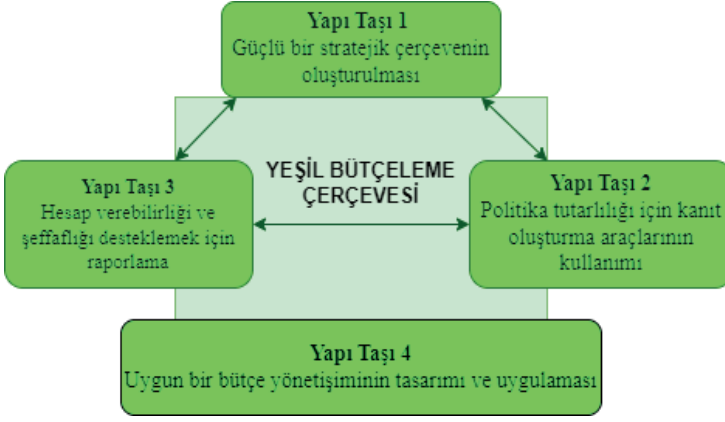 Yapı Taşı 1
Güçlü bir stratejik çerçevenin
oluşturulması
YEŞİL BÜTÇELEME
ÇERÇEVESİ
Yapı Taşı 3
Hesap verebilirliği ve
şeffaflığı desteklemek için
raporlama
Yapı Taşı 2
Politika tutarlılığı için kanıt
oluşturma araçlarının
kullanımı
Yapı Taşı 4
Uygun bir bütçe yönetişiminin tasarımı ve uygulaması